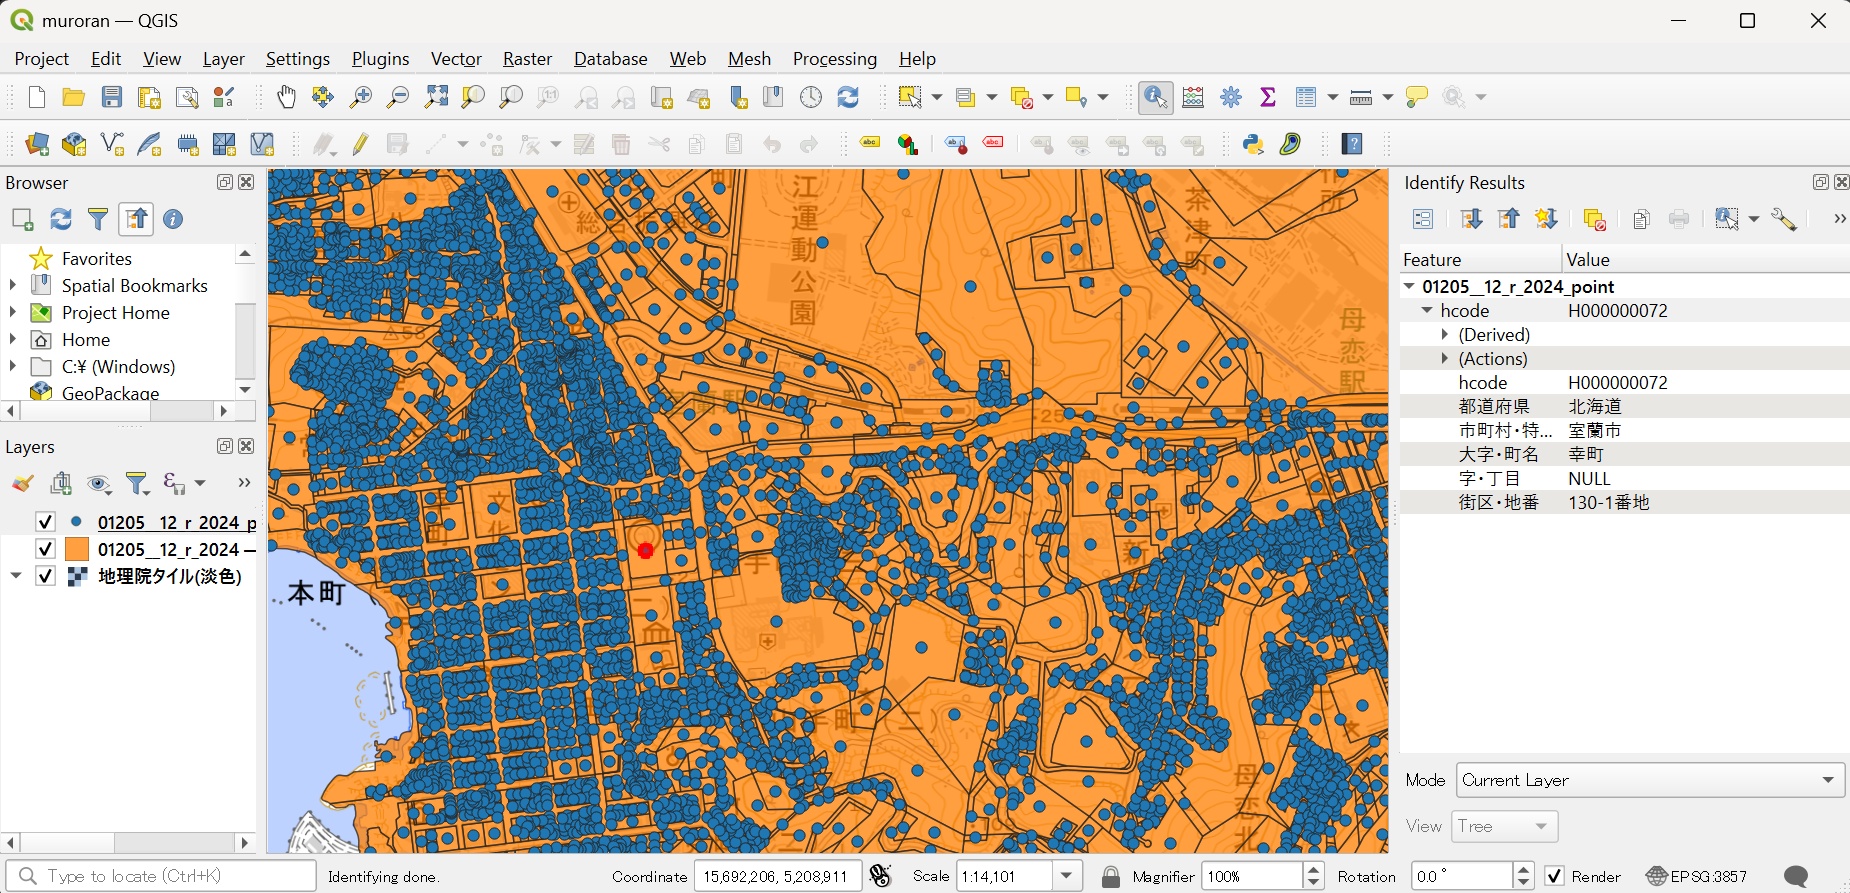 muroran — QGIS
Project Edit View Layer Settings Plugins Vector Raster Database Web Mesh Processing Help
Browser
Favorites
Spatial Bookmarks
Project Home
Home
C:¥ (Windows)
GeoPackage
Layers
01205__12_r_2024_p
01205__12_r_2024 —
地理院タイル(淡色)
江運動公園
茶津町
母恋駅
本町
母恋北
Identify Results
Feature Value
01205__12_r_2024_point
hcode H000000072
(Derived)
(Actions)
hcode H000000072
都道府県 北海道
市町村・特... 室蘭市
大字・町名 幸町
字・丁目 NULL
街区・地番 130-1番地
Mode Current Layer
View Tree
Type to locate (Ctrl+K) Identifying done. Coordinate 15,692,206, 5,208,911 Scale 1:14,101 Magnifier 100% Rotation 0.0 ° Render EPSG:3857